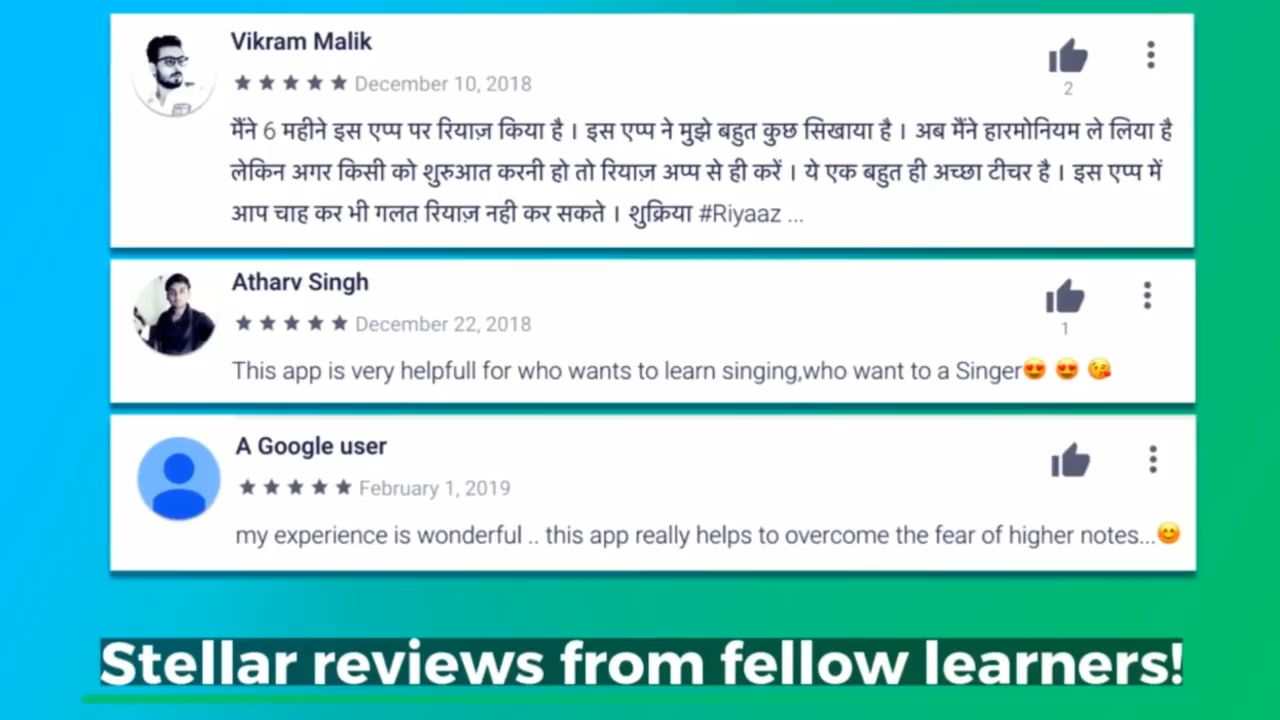 Vikram Malik
★★★★★ December 10, 2018
2
मैंने 6 महीने इस एप्प पर रियाज़ किया है । इस एप्प ने मुझे बहुत कुछ सिखाया है । अब मैंने हारमोनियम ले लिया है
लेकिन अगर किसी को शुरुआत करनी हो तो रियाज़ अप्प से ही करें । ये एक बहुत ही अच्छा टीचर है । इस एप्प में
आप चाह कर भी गलत रियाज़ नही कर सकते । शुक्रिया #Riyaaz ...
Atharv Singh
★★★★★ December 22, 2018
1
This app is very helpfull for who wants to learn singing,who want to a Singer😍 😍 😘
A Google user
★★★★★ February 1, 2019
my experience is wonderful .. this app really helps to overcome the fear of higher notes...😊
Stellar reviews from fellow learners!